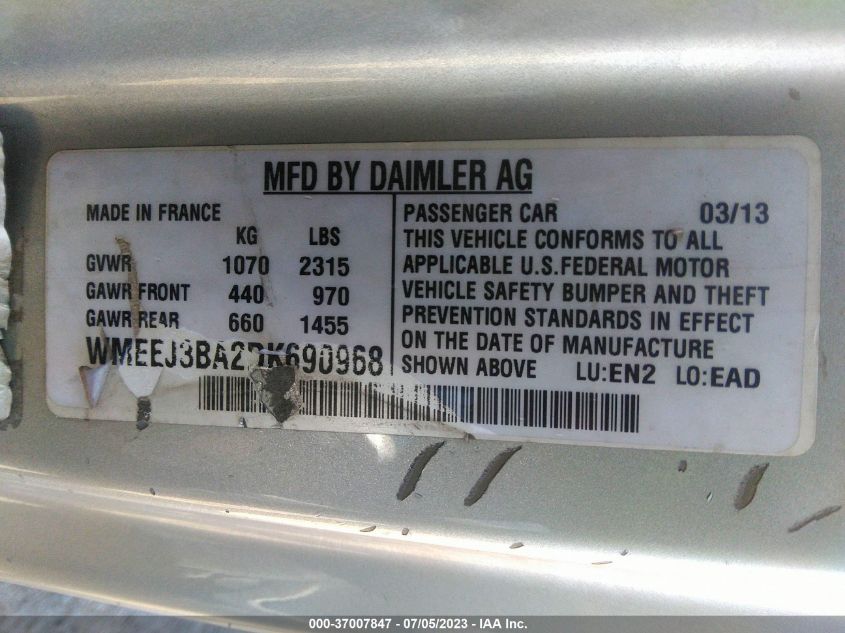 MFD BY DAIMLER AG
MADE IN FRANCE
KG LBS
GVWR 1070 2315
GAWR FRONT 440 970
GAWR REAR 660 1455
WMEEJ3BA2DK690968
PASSENGER CAR 03/13
THIS VEHICLE CONFORMS TO ALL
APPLICABLE U.S.FEDERAL MOTOR
VEHICLE SAFETY BUMPER AND THEFT
PREVENTION STANDARDS IN EFFECT
ON THE DATE OF MANUFACTURE
SHOWN ABOVE LU:EN2 LO:EAD
000-37007847 - 07/05/2023 - IAA Inc.